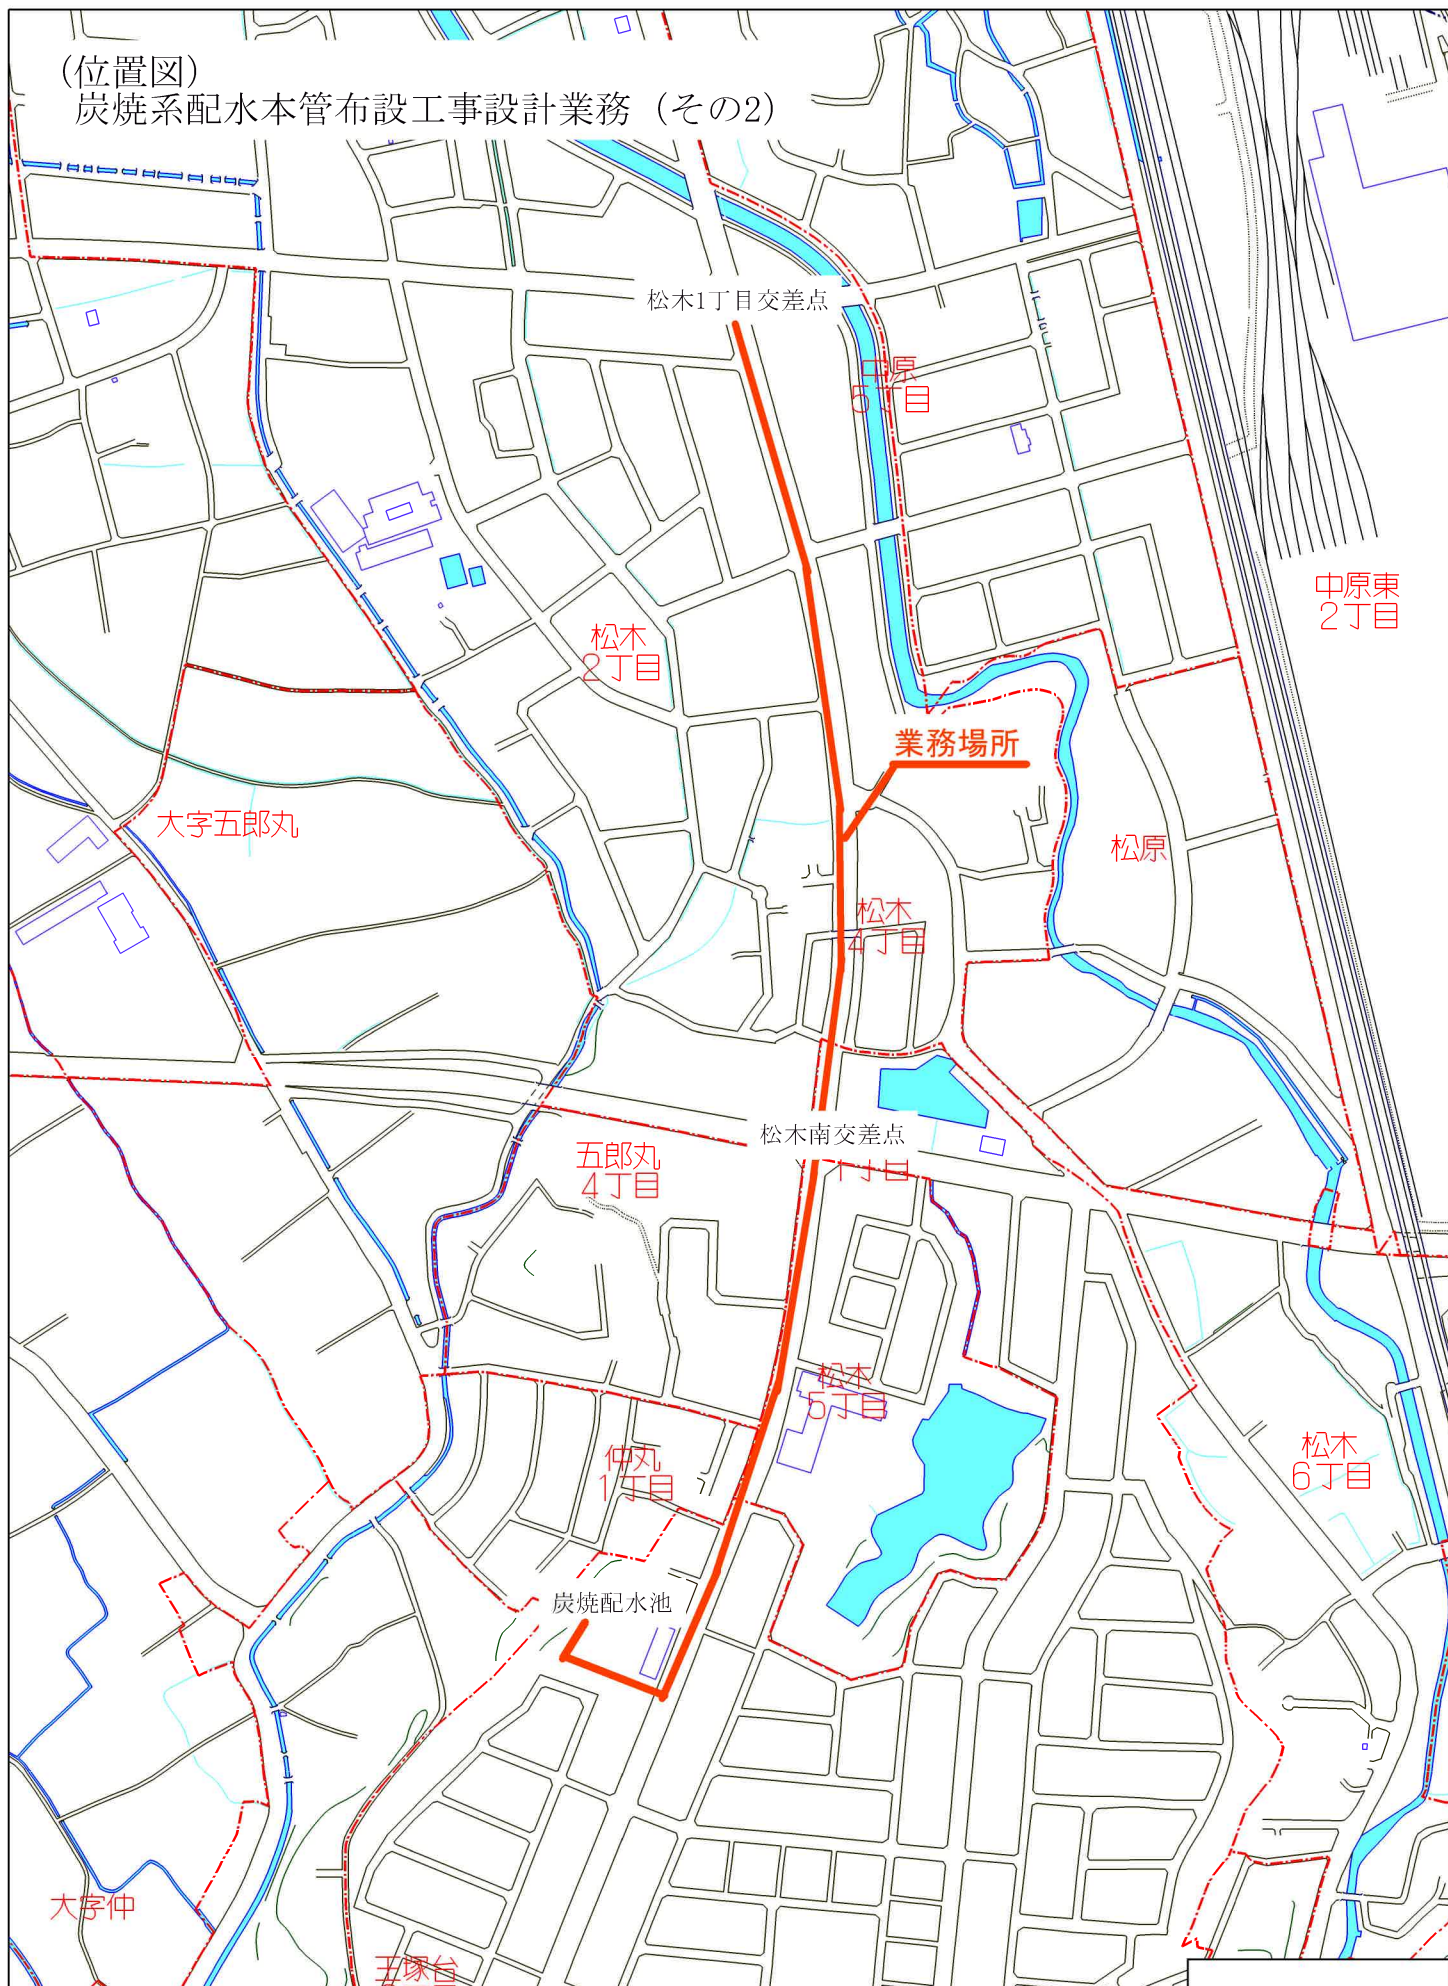 (位置図)
炭焼系配水本管布設工事設計業務 (その2)
松木1丁目交差点
中原
5丁目
中原東
2丁目
松木
2丁目
業務場所
大字五郎丸
松原
松木
4丁目
松木南交差点
1丁目
五郎丸
4丁目
松木
5丁目
仲丸
1丁目
松木
6丁目
炭焼配水池
大字仲
王塚台